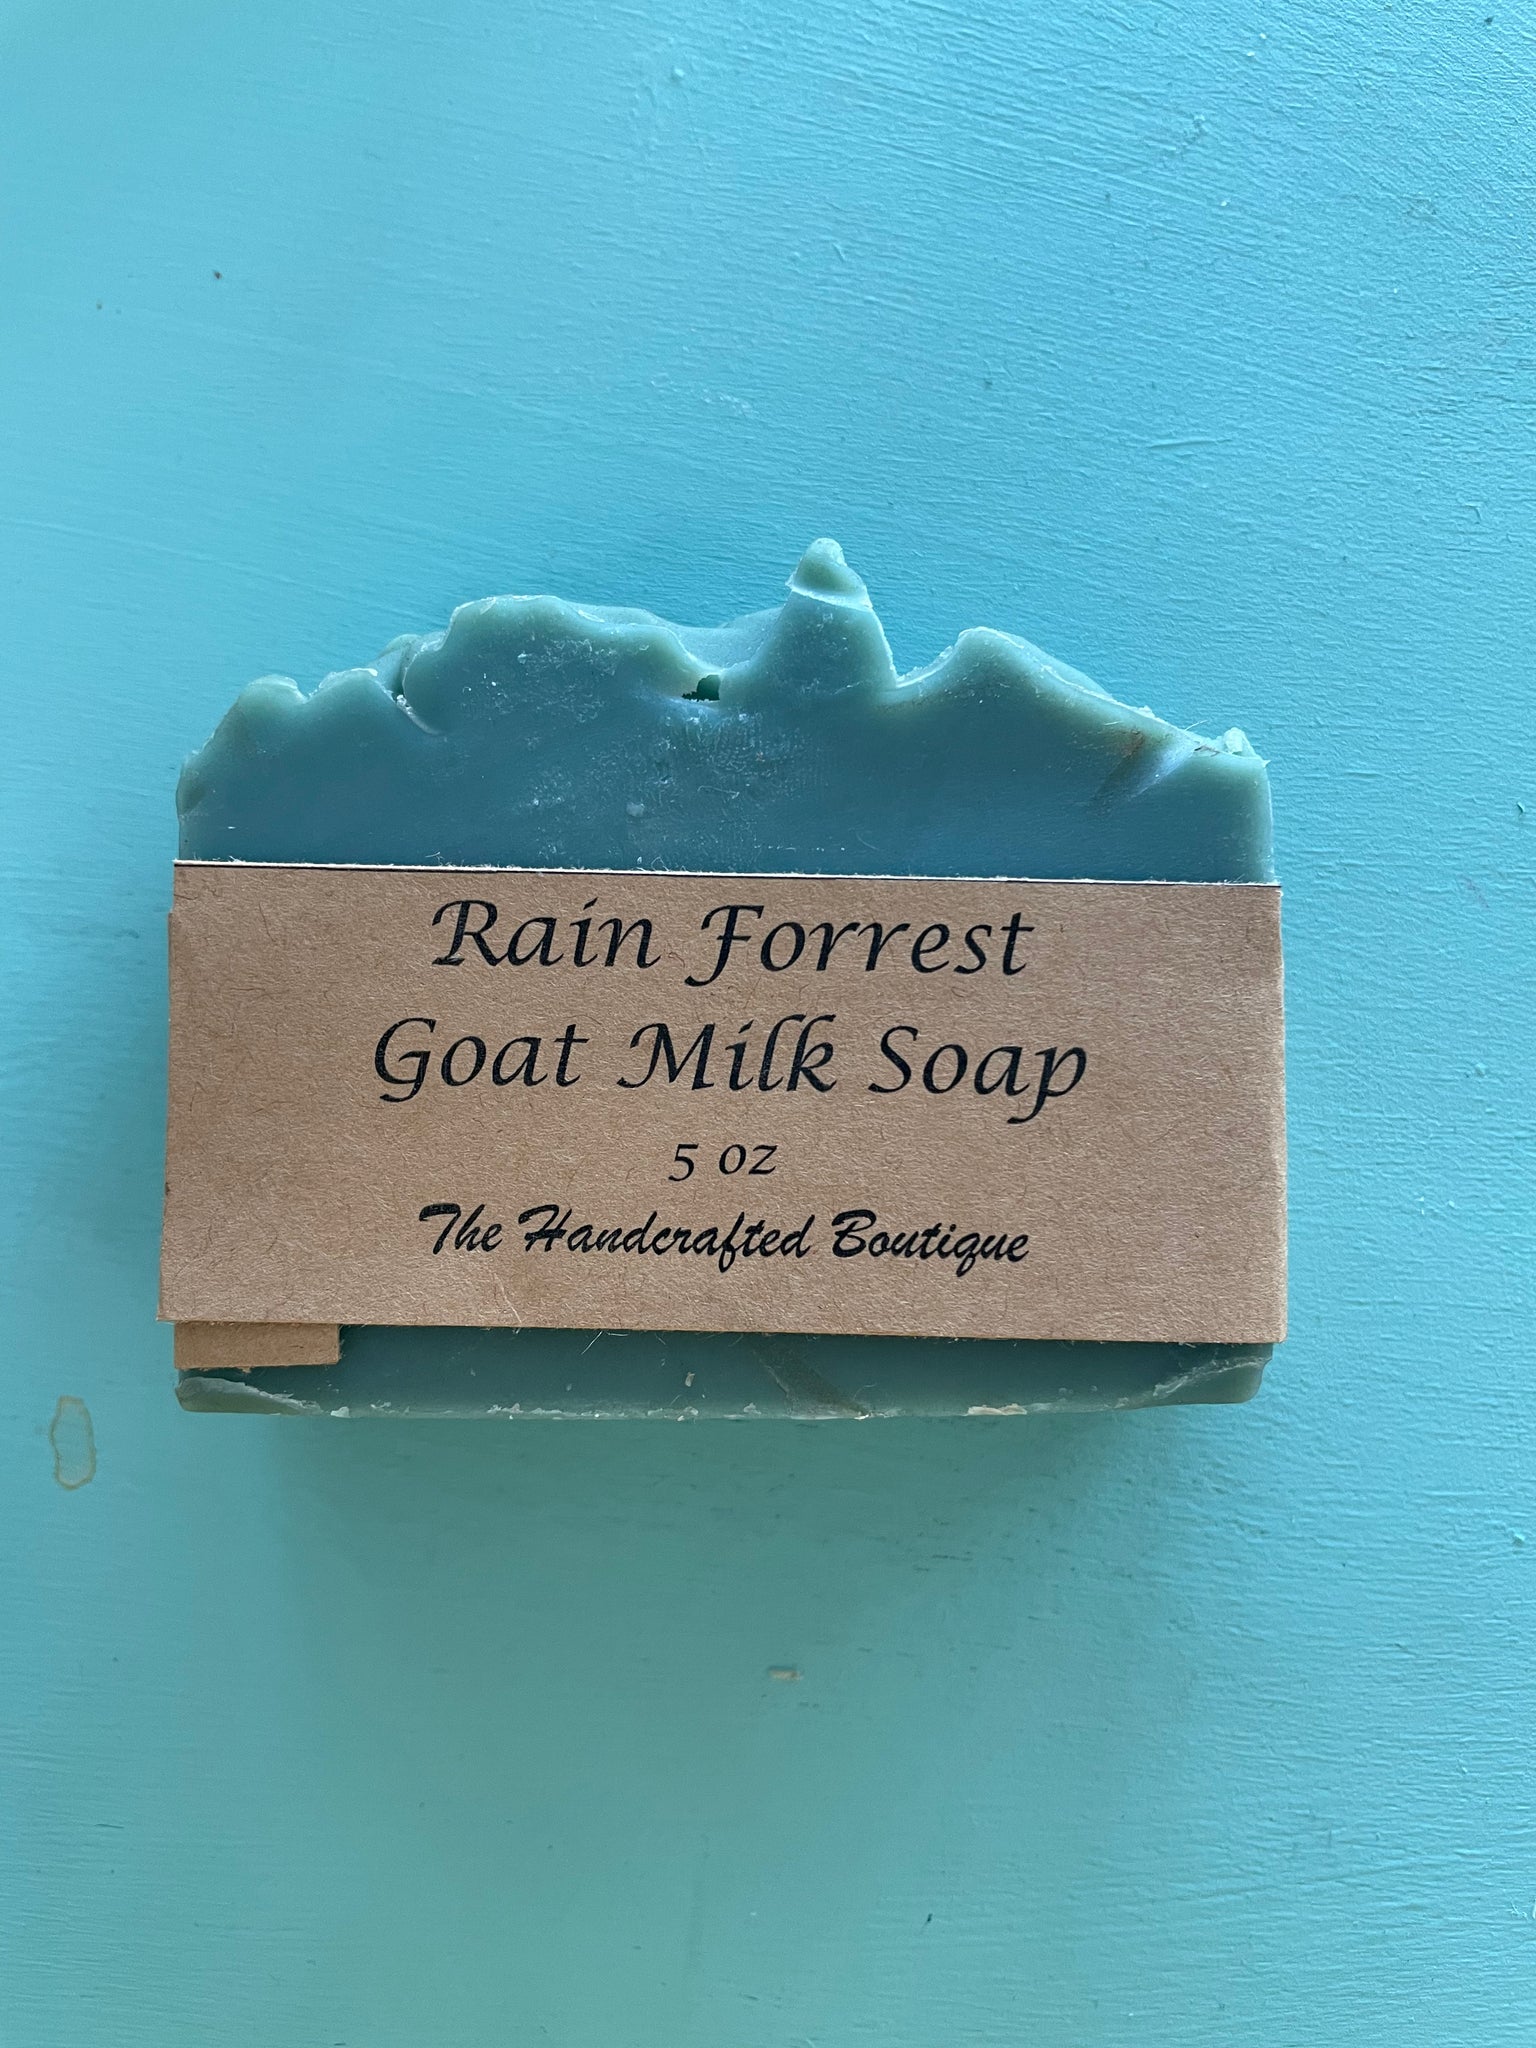 Rain Forrest
Goat Milk Soap
5 oz
The Handcrafted Boutique